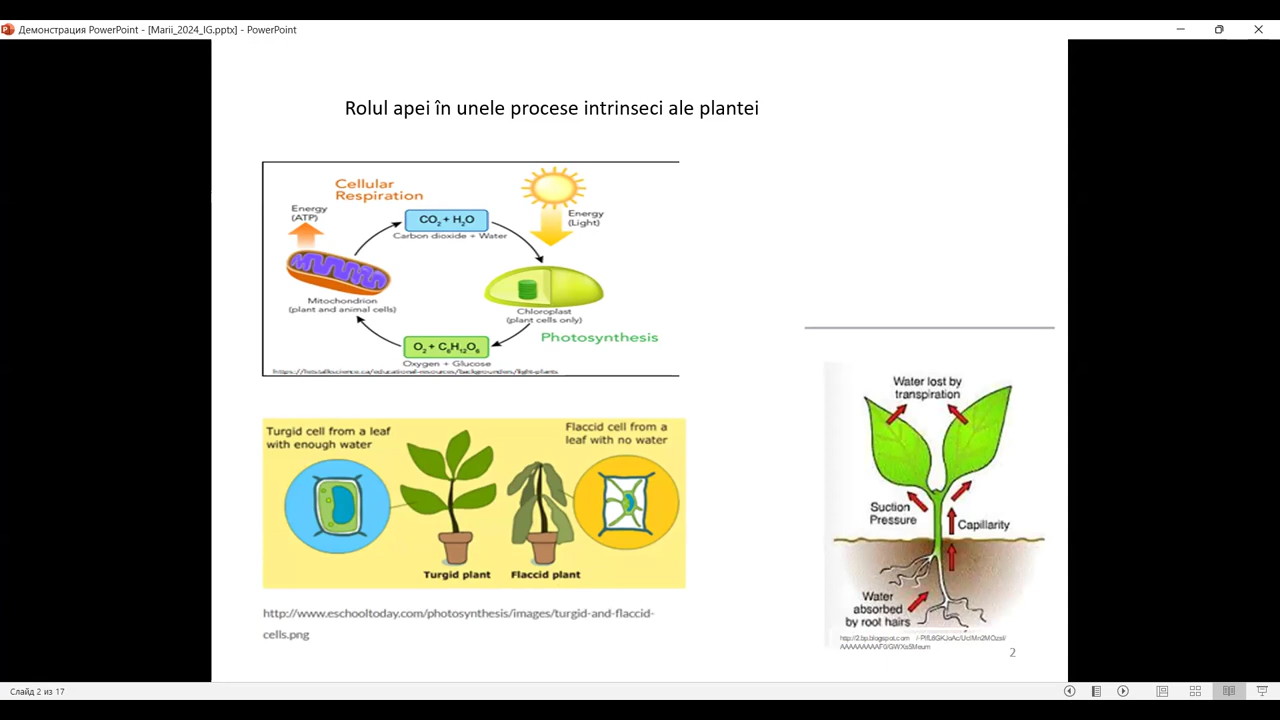 Демонстрация PowerPoint - [Marii_2024_IG.pptx] - PowerPoint
Rolul apei în unele procese intrinseci ale plantei
Cellular
Respiration
Energy
(ATP)
CO₂ + H₂O
Carbon dioxide + Water
Energy
(Light)
Mitochondrion
(plant and animal cells)
Chloroplast
(plant cells only)
Photosynthesis
O₂ + C₆H₁₂O₆
Oxygen + Glucose
Turgid cell from a leaf
with enough water
Flaccid cell from a
leaf with no water
Turgid plant
Flaccid plant
http://www.eschooltoday.com/photosynthesis/images/turgid-and-flaccid-
cells.png
Water lost by
transpiration
Suction
Pressure
Capillarity
Water
absorbed
by root hairs
2
Слайд 2 из 17